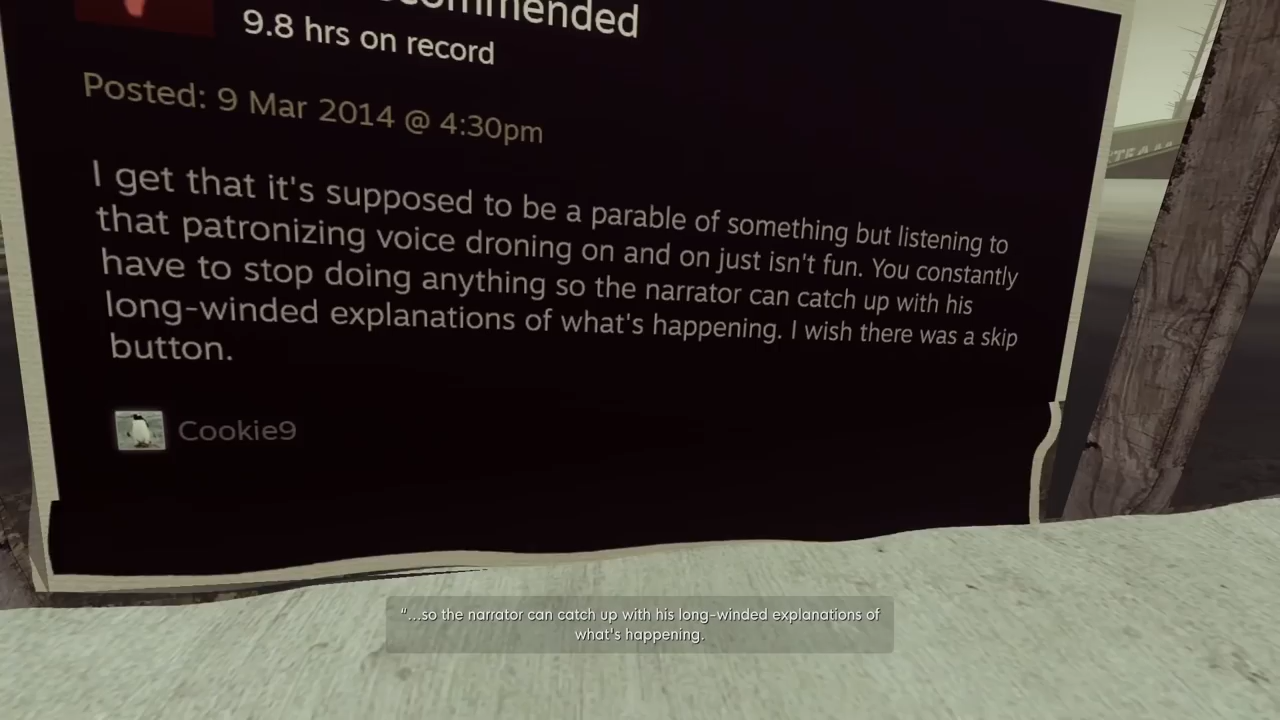 ommended
9.8 hrs on record
Posted: 9 Mar 2014 @ 4:30pm
I get that it's supposed to be a parable of something but listening to
that patronizing voice droning on and on just isn't fun. You constantly
have to stop doing anything so the narrator can catch up with his
long-winded explanations of what's happening. I wish there was a skip
button.
Cookie9
"...so the narrator can catch up with his long-winded explanations of
what's happening.